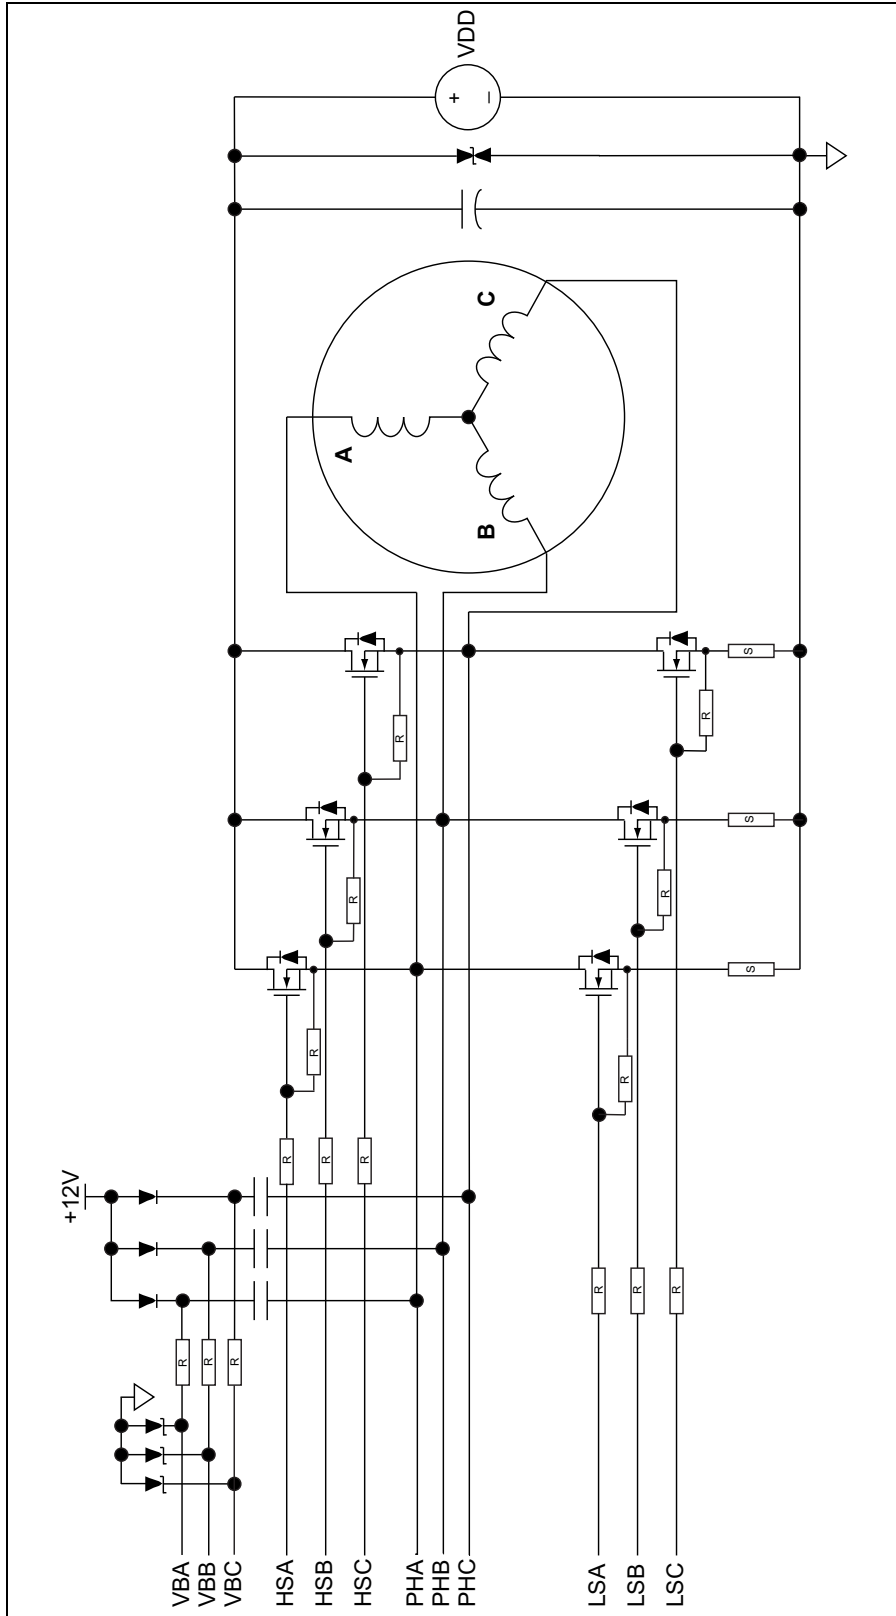 +12V
VBA R
VBB R
VBC R
HSA R
R
HSB R
A
R
HSC R
R
PHA
PHB
PHC
+ –
VDD
B
C
LSA R
R
LSB R
R
LSC R
R
S S S